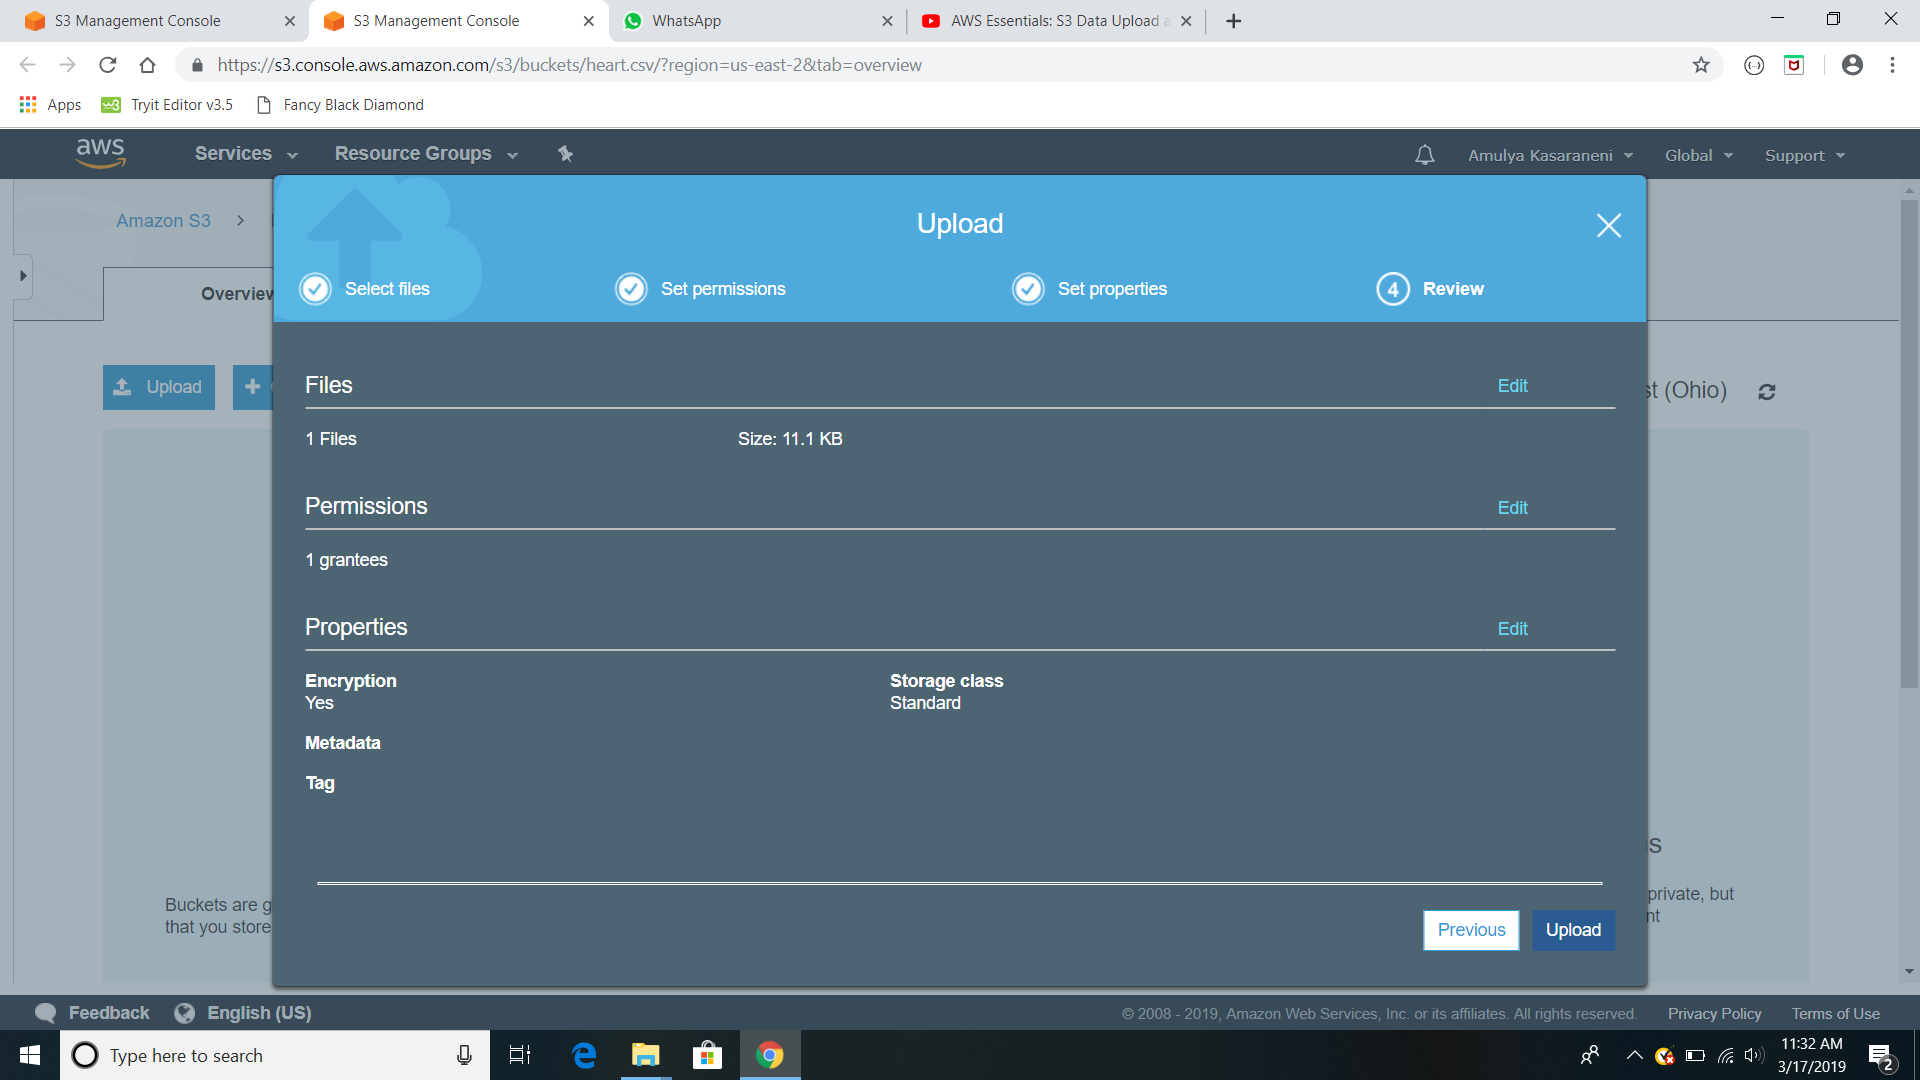 S3 Management Console
S3 Management Console
WhatsApp
AWS Essentials: S3 Data Upload
https://s3.console.aws.amazon.com/s3/buckets/heart.csv/?region=us-east-2&tab=overview
Apps
Tryit Editor v3.5
Fancy Black Diamond
aws
Services
Resource Groups
Amulya Kasaraneni
Global
Support
Amazon S3
Upload
Overview
Select files
Set permissions
Set properties
4 Review
Upload
Files
Edit
st (Ohio)
1 Files
Size: 11.1 KB
Permissions
Edit
1 grantees
Properties
Edit
Encryption
Yes
Storage class
Standard
Metadata
Tag
s
Buckets are g
that you store
private, but
nt
Previous
Upload
Feedback
English (US)
© 2008 - 2019, Amazon Web Services, Inc. or its affiliates. All rights reserved.
Privacy Policy
Terms of Use
Type here to search
11:32 AM
3/17/2019
2